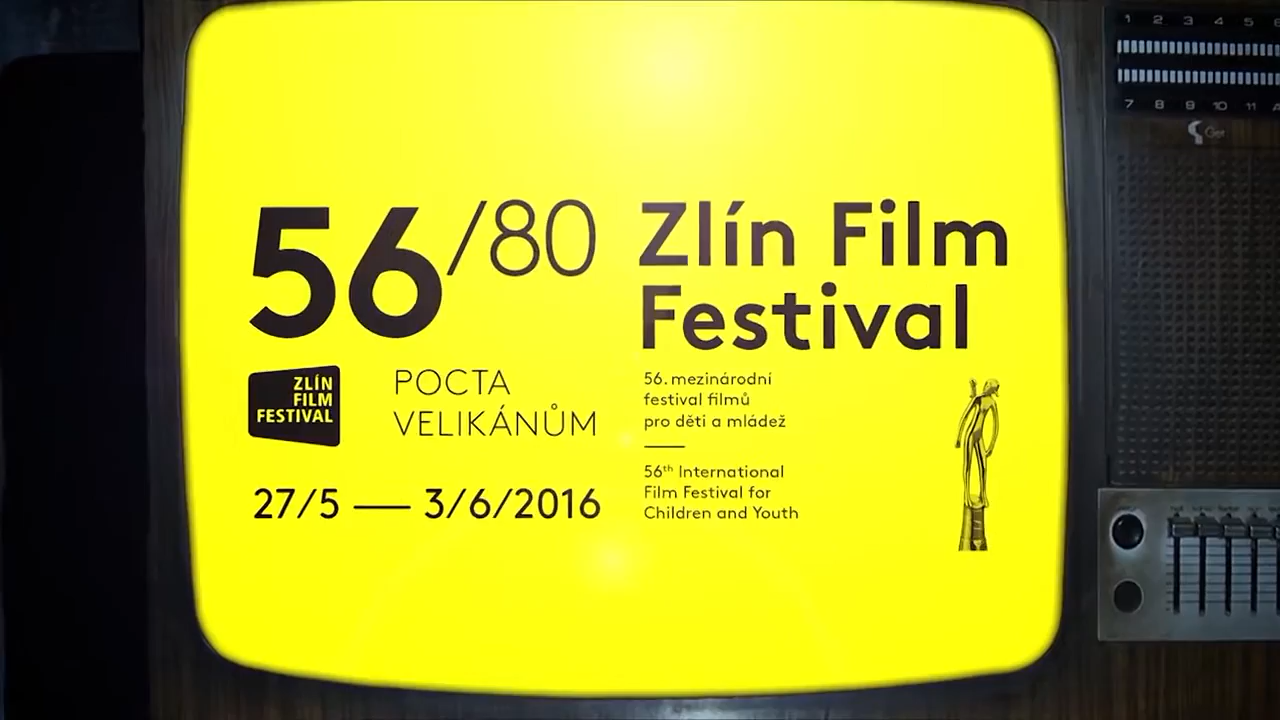 56/80
Zlín Film
Festival
ZLÍN
FILM
FESTIVAL
POCTA
VELIKÁNŮM
27/5 — 3/6/2016
56. mezinárodní
festival filmů
pro děti a mládež
56th International
Film Festival for
Children and Youth
1 2 3 4 5 6
7 8 9 10 11